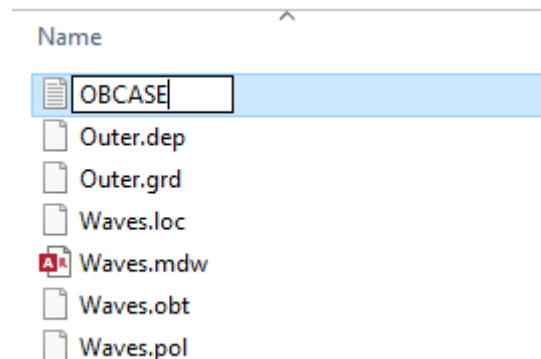 Name
OBCASE
Outer.dep
Outer.grd
Waves.loc
Waves.mdw
Waves.obt
Waves.pol